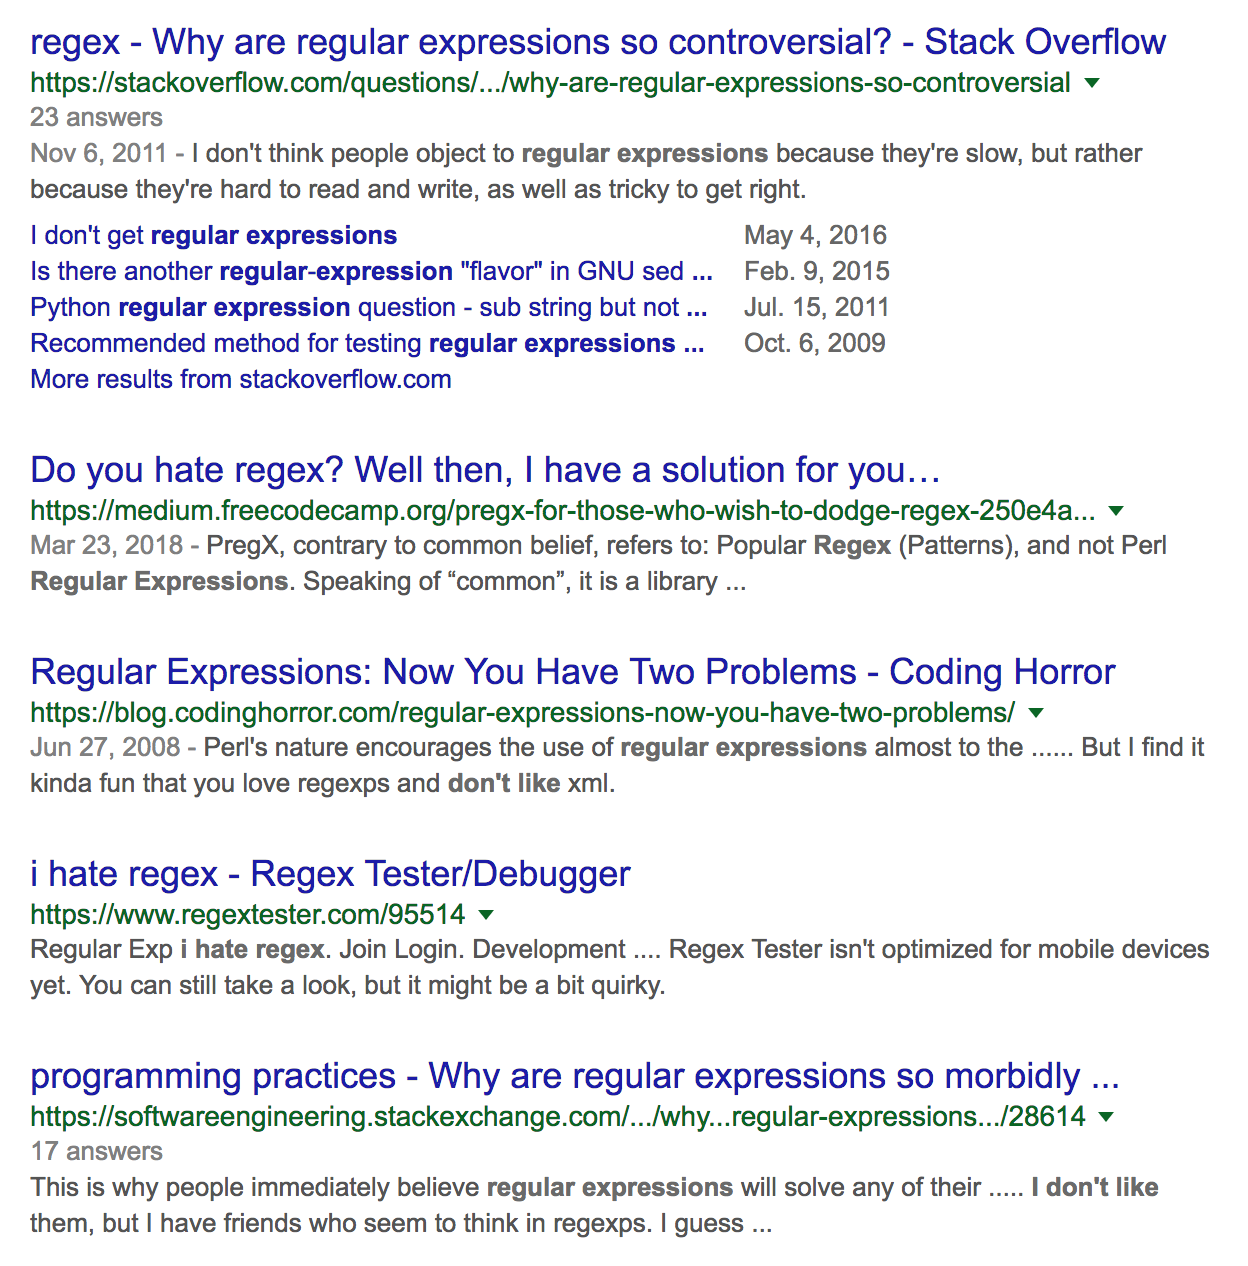 regex - Why are regular expressions so controversial? - Stack Overflow
https://stackoverflow.com/questions/.../why-are-regular-expressions-so-controversial
23 answers
Nov 6, 2011 - I don't think people object to regular expressions because they're slow, but rather
because they're hard to read and write, as well as tricky to get right.
I don't get regular expressions May 4, 2016
Is there another regular-expression "flavor" in GNU sed ... Feb. 9, 2015
Python regular expression question - sub string but not ... Jul. 15, 2011
Recommended method for testing regular expressions ... Oct. 6, 2009
More results from stackoverflow.com
Do you hate regex? Well then, I have a solution for you…
https://medium.freecodecamp.org/pregx-for-those-who-wish-to-dodge-regex-250e4a...
Mar 23, 2018 - PregX, contrary to common belief, refers to: Popular Regex (Patterns), and not Perl
Regular Expressions. Speaking of “common”, it is a library ...
Regular Expressions: Now You Have Two Problems - Coding Horror
https://blog.codinghorror.com/regular-expressions-now-you-have-two-problems/
Jun 27, 2008 - Perl's nature encourages the use of regular expressions almost to the ...... But I find it
kinda fun that you love regexps and don't like xml.
i hate regex - Regex Tester/Debugger
https://www.regextester.com/95514
Regular Exp i hate regex. Join Login. Development .... Regex Tester isn't optimized for mobile devices
yet. You can still take a look, but it might be a bit quirky.
programming practices - Why are regular expressions so morbidly ...
https://softwareengineering.stackexchange.com/.../why...regular-expressions.../28614
17 answers
This is why people immediately believe regular expressions will solve any of their ..... I don't like
them, but I have friends who seem to think in regexps. I guess ...